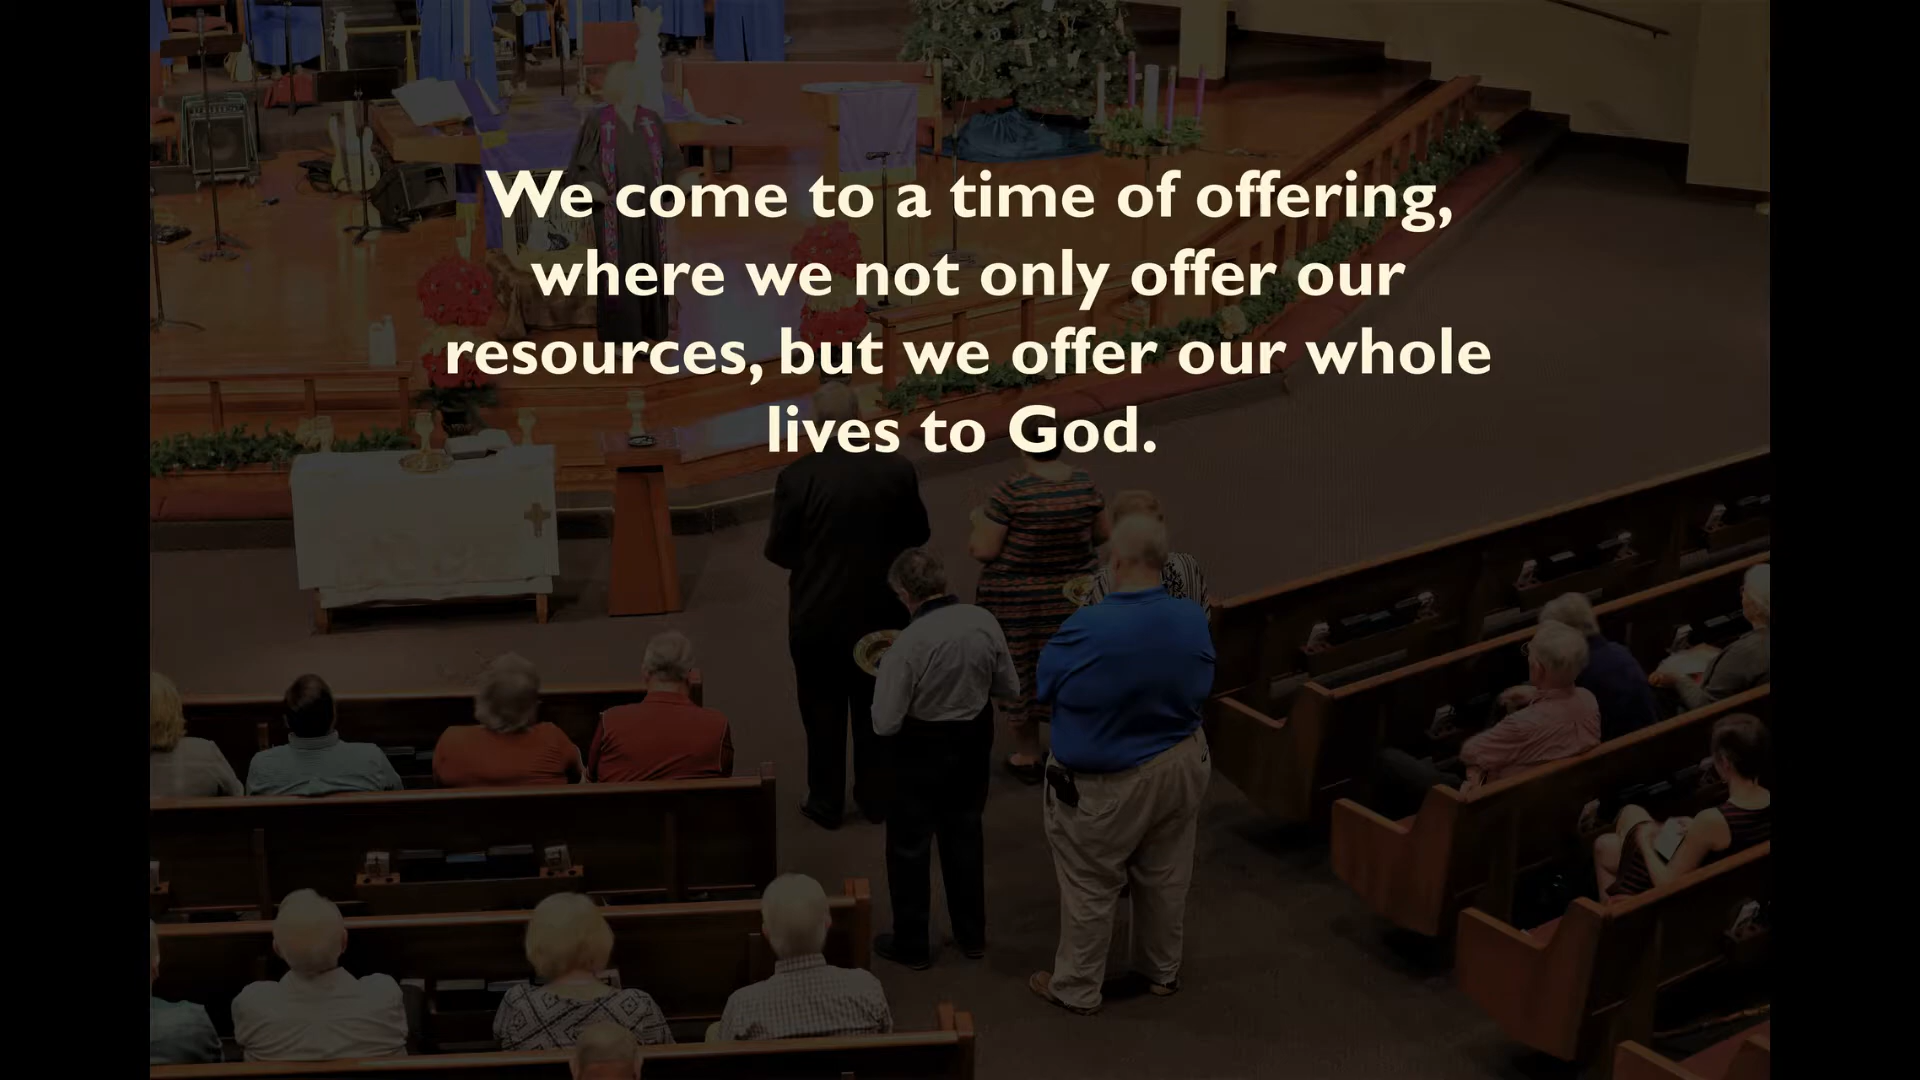 We come to a time of offering,
where we not only offer our
resources, but we offer our whole
lives to God.